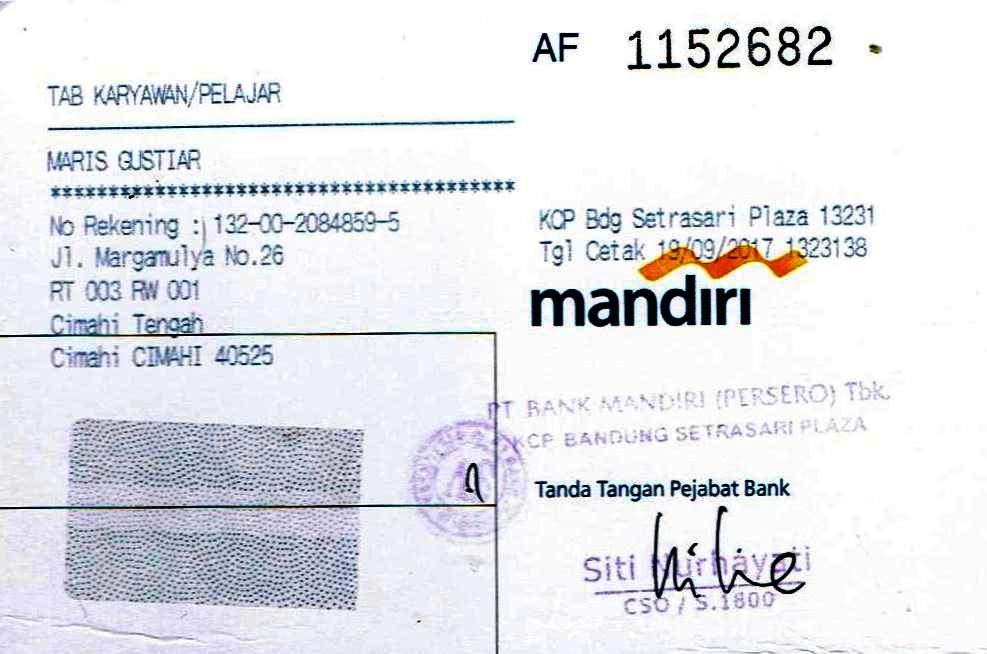 AF 1152682
TAB KARYAWAN/PELAJAR
MARIS GUSTIAR
****************************************
No Rekening : 132-00-2084859-5
Jl. Margamulya No.26
RT 003 RW 001
Cimahi Tengah
Cimahi CIMAHI 40525
KCP Bdg Setrasari Plaza 13231
Tgl Cetak 19/09/2017 1323138
mandırı
PT BANK MANDIRI (PERSERO) Tbk.
KCP BANDUNG SETRASARI PLAZA
Tanda Tangan Pejabat Bank
Siti Nurhayati
CSO / S.1800